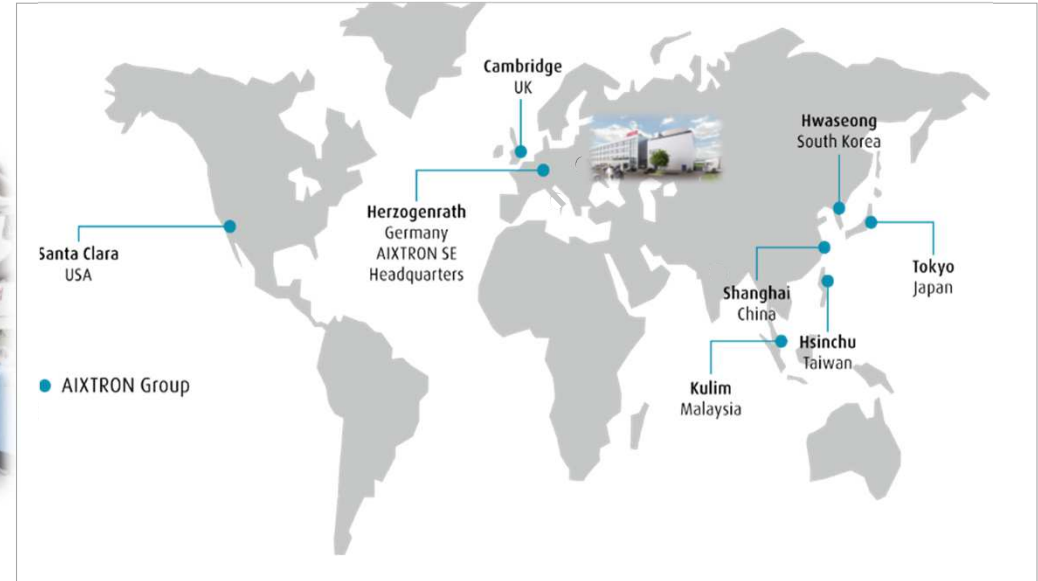 Cambridge
UK
Hwaseong
South Korea
Herzogenrath
Germany
AIXTRON SE
Headquarters
Santa Clara
USA
Tokyo
Japan
Shanghai
China
Hsinchu
Taiwan
Kulim
Malaysia
AIXTRON Group